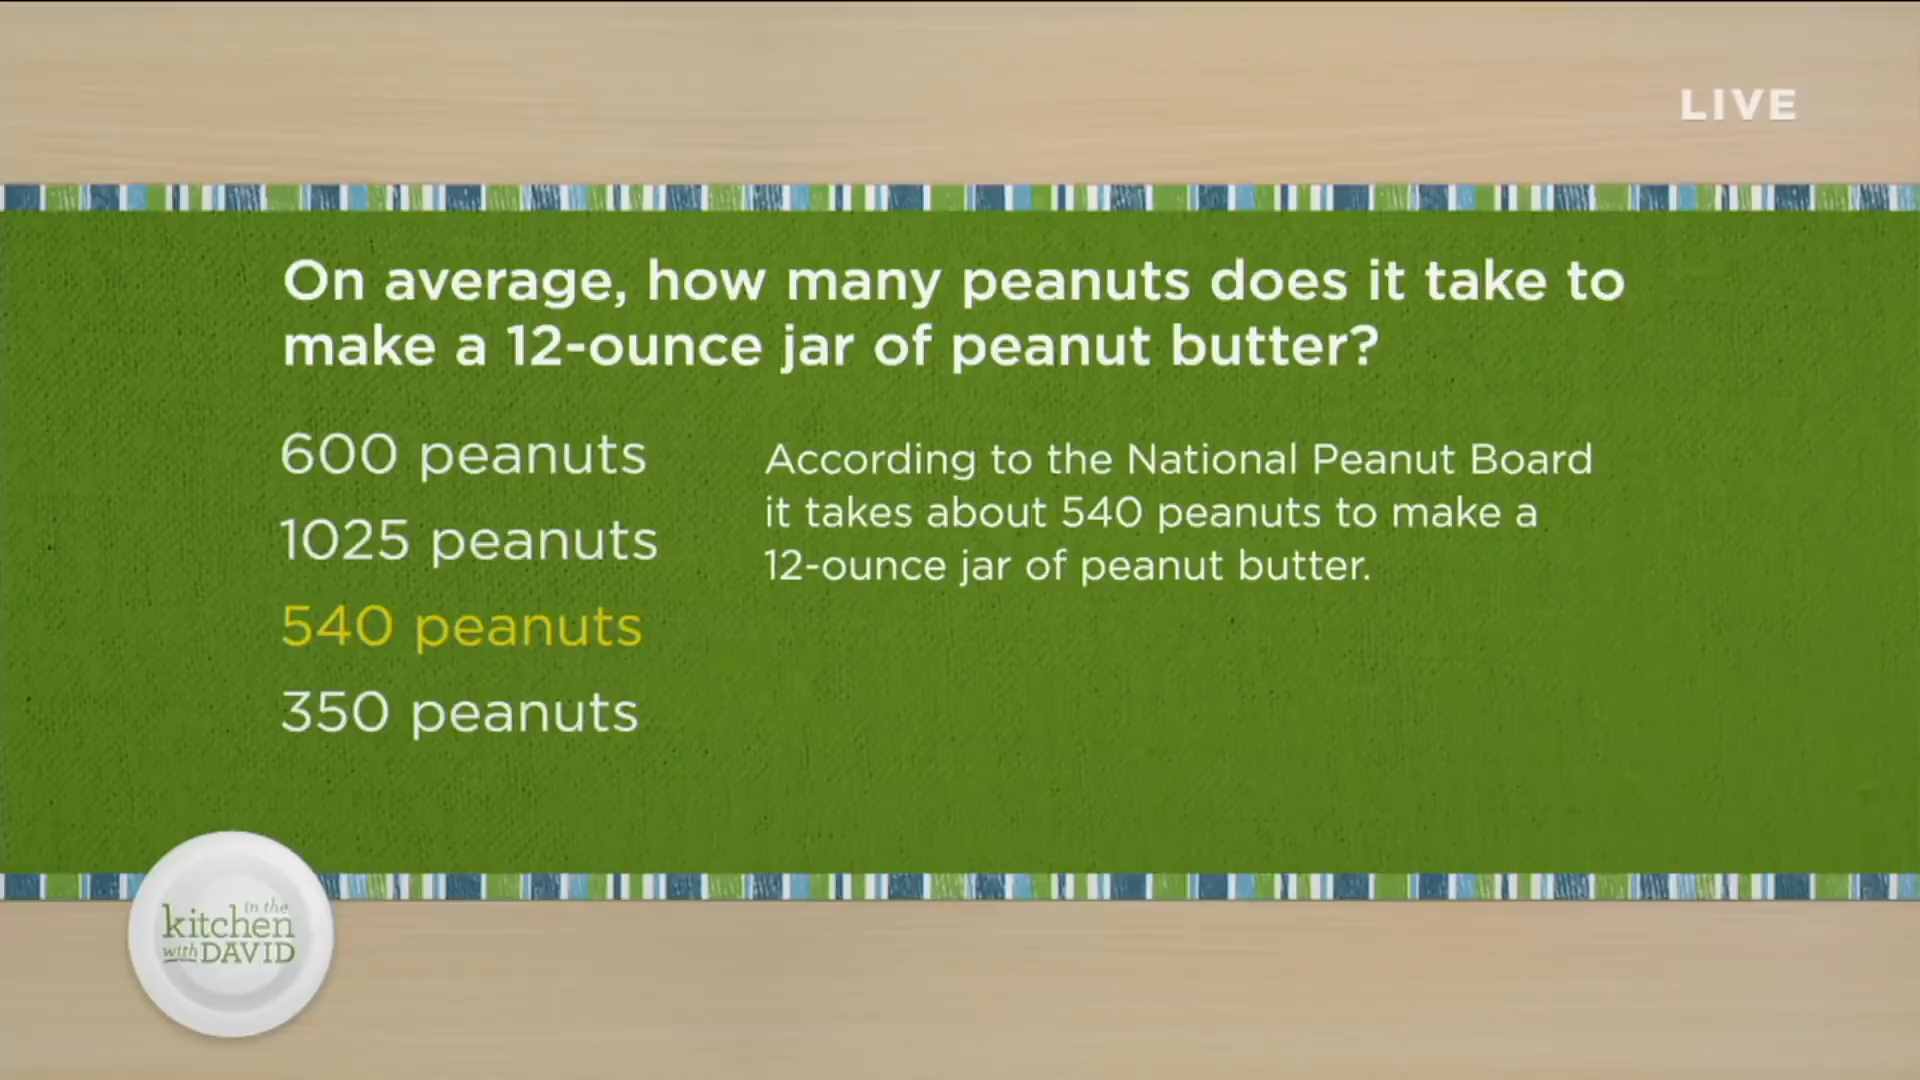 LIVE
On average, how many peanuts does it take to
make a 12-ounce jar of peanut butter?
600 peanuts
1025 peanuts
540 peanuts
350 peanuts
According to the National Peanut Board
it takes about 540 peanuts to make a
12-ounce jar of peanut butter.
in the
kitchen
with DAVID